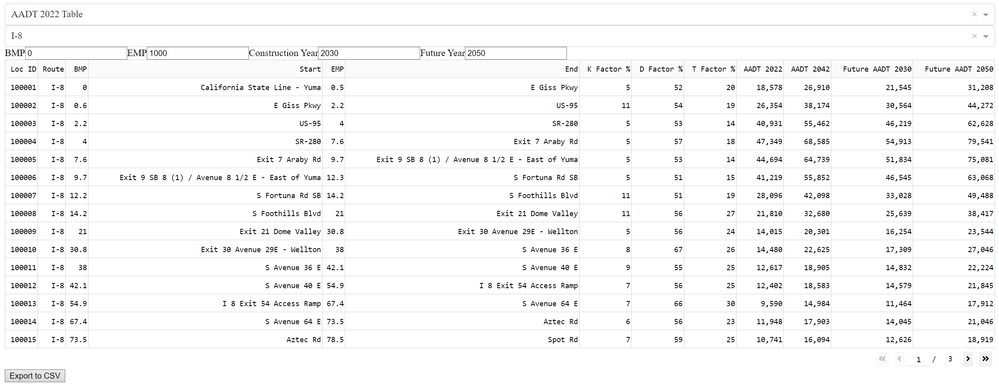 AADT 2022 Table
I-8
BMP 0 EMP 1000 Construction Year 2030 Future Year 2050
Loc ID Route BMP Start EMP End K Factor % D Factor % T Factor % AADT 2022 AADT 2042 Future AADT 2030 Future AADT 2050
100001 I-8 0 California State Line - Yuma 0.5 E Giss Pkwy 5 52 20 18,578 26,910 21,545 31,208
100002 I-8 0.6 E Giss Pkwy 2.2 US-95 11 54 19 26,354 38,174 30,564 44,272
100003 I-8 2.2 US-95 4 SR-280 5 53 14 40,931 55,462 46,219 62,628
100004 I-8 4 SR-280 7.6 Exit 7 Araby Rd 5 57 18 47,349 68,585 54,913 79,541
100005 I-8 7.6 Exit 7 Araby Rd 9.7 Exit 9 SB 8 (1) / Avenue 8 1/2 E - East of Yuma 5 53 14 44,694 64,739 51,834 75,081
100006 I-8 9.7 Exit 9 SB 8 (1) / Avenue 8 1/2 E - East of Yuma 12.3 S Fortuna Rd SB 5 51 15 41,219 55,852 46,545 63,068
100007 I-8 12.2 S Fortuna Rd SB 14.2 S Foothills Blvd 11 51 19 28,096 42,098 33,028 49,488
100008 I-8 14.2 S Foothills Blvd 21 Exit 21 Dome Valley 11 56 27 21,810 32,680 25,639 38,417
100009 I-8 21 Exit 21 Dome Valley 30.8 Exit 30 Avenue 29E - Wellton 5 56 24 14,015 20,301 16,254 23,544
100010 I-8 30.8 Exit 30 Avenue 29E - Wellton 38 S Avenue 36 E 8 67 26 14,480 22,625 17,309 27,046
100011 I-8 38 S Avenue 36 E 42.1 S Avenue 40 E 9 55 25 12,617 18,905 14,832 22,224
100012 I-8 42.1 S Avenue 40 E 54.9 I 8 Exit 54 Access Ramp 7 56 25 12,402 18,583 14,579 21,845
100013 I-8 54.9 I 8 Exit 54 Access Ramp 67.4 S Avenue 64 E 7 66 30 9,590 14,984 11,464 17,912
100014 I-8 67.4 S Avenue 64 E 73.5 Aztec Rd 6 56 23 11,948 17,903 14,045 21,046
100015 I-8 73.5 Aztec Rd 78.5 Spot Rd 7 59 25 10,741 16,094 12,626 18,919
1 / 3
Export to CSV